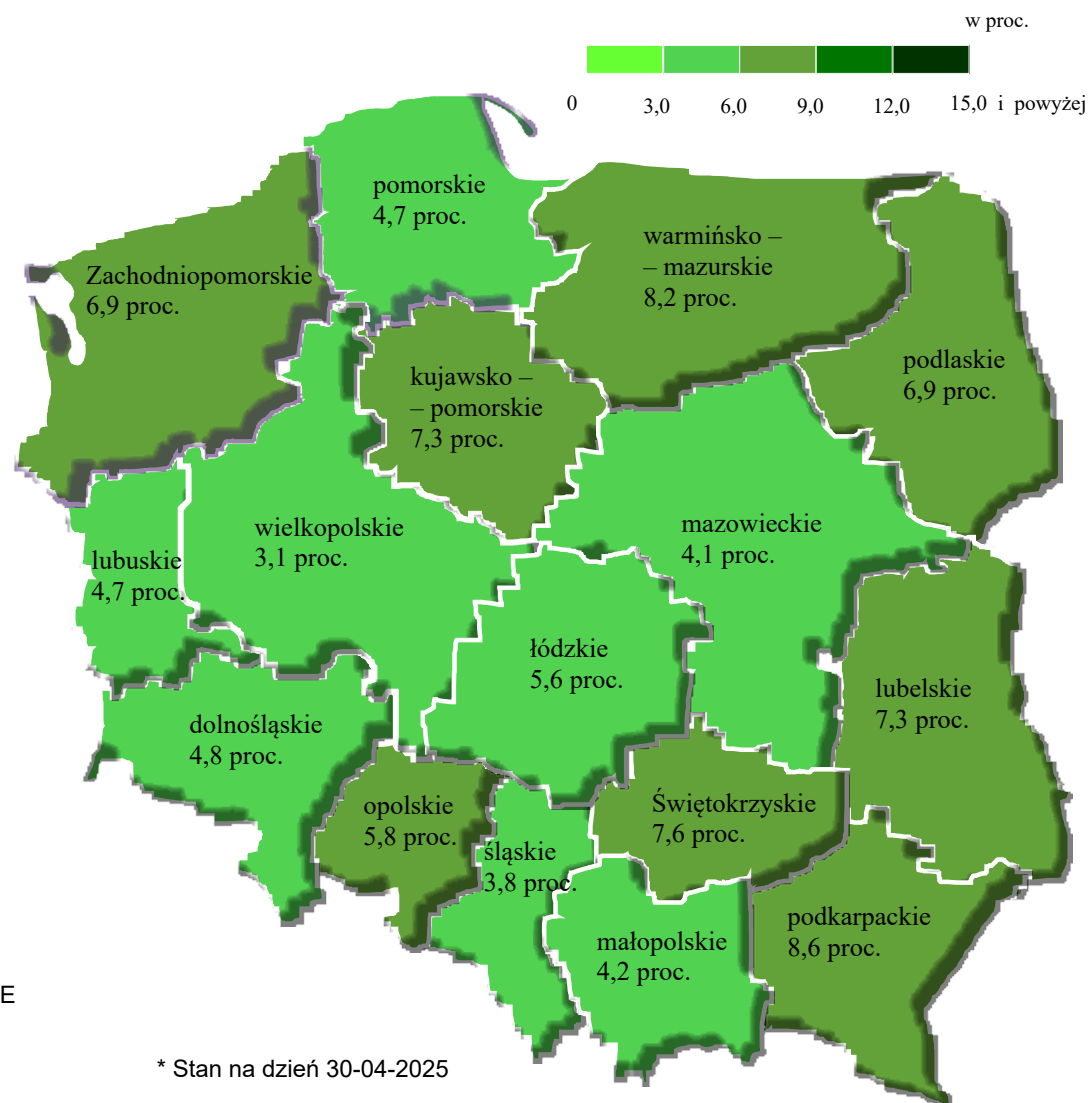 w proc.
0 3,0 6,0 9,0 12,0 15,0 i powyżej
pomorskie
4,7 proc.
warmińsko –
– mazurskie
8,2 proc.
Zachodniopomorskie
6,9 proc.
podlaskie
6,9 proc.
kujawsko –
– pomorskie
7,3 proc.
wielkopolskie
3,1 proc.
mazowieckie
4,1 proc.
lubuskie
4,7 proc.
łódzkie
5,6 proc.
lubelskie
7,3 proc.
dolnośląskie
4,8 proc.
opolskie
5,8 proc.
Świętokrzyskie
7,6 proc.
śląskie
3,8 proc.
podkarpackie
8,6 proc.
małopolskie
4,2 proc.
E
* Stan na dzień 30-04-2025